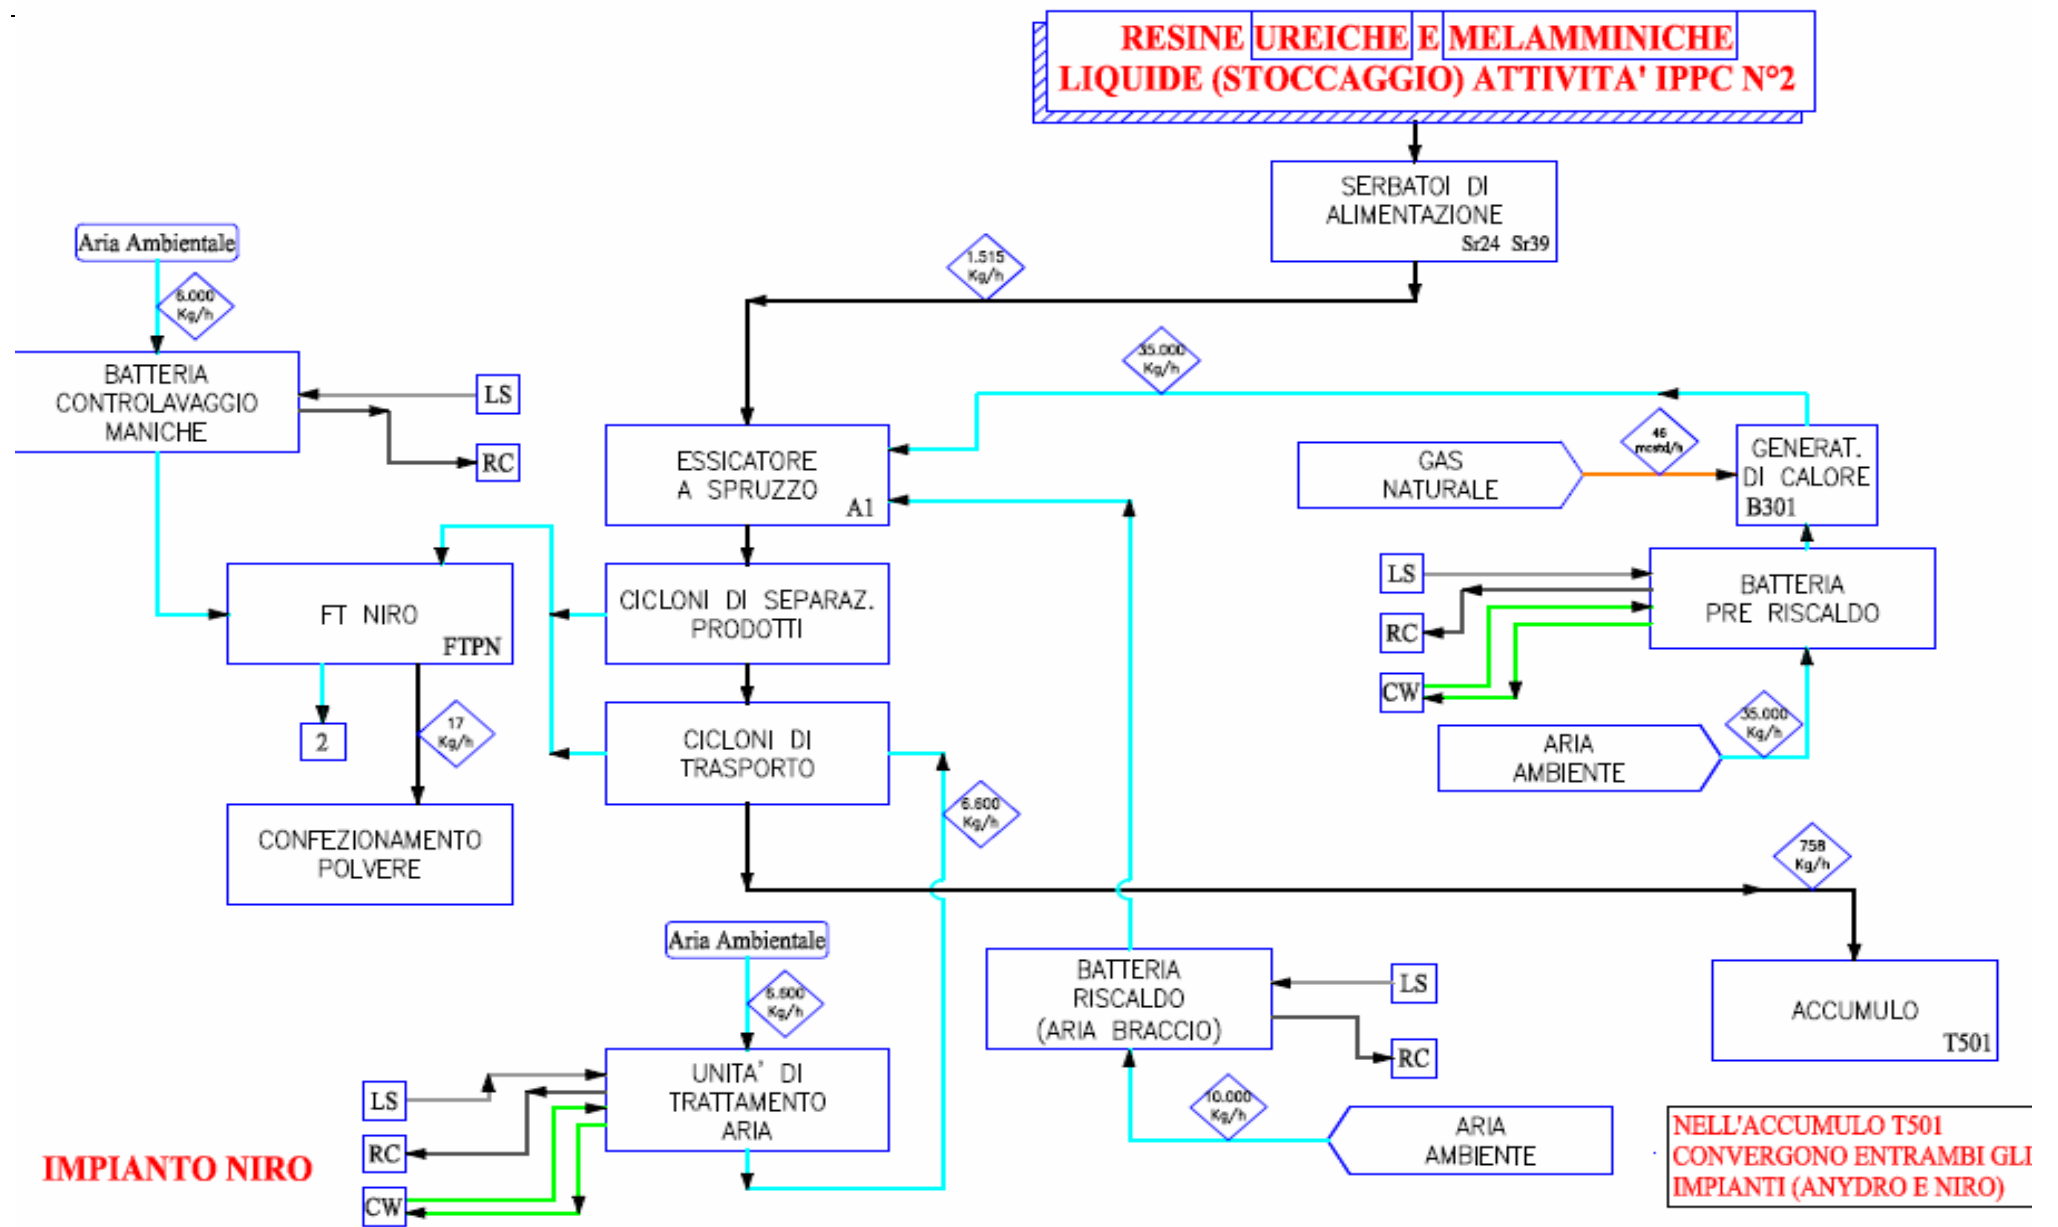 RESINE UREICHE E MELAMMINICHE
LIQUIDE (STOCCAGGIO) ATTIVITA' IPPC N°2
SERBATOI DI
ALIMENTAZIONE
Sr24 Sr39
1.515
Kg/h
Aria Ambientale
6.000
Kg/h
BATTERIA
CONTROLAVAGGIO
MANICHE
LS
RC
35.000
Kg/h
ESSICATORE
A SPRUZZO
A1
GAS
NATURALE
46
mcstd/h
GENERAT.
DI CALORE
B301
FT NIRO
FTPN
CICLONI DI SEPARAZ.
PRODOTTI
LS
RC
CW
BATTERIA
PRE RISCALDO
2
17
Kg/h
CICLONI DI
TRASPORTO
35.000
Kg/h
ARIA
AMBIENTE
6.600
Kg/h
CONFEZIONAMENTO
POLVERE
758
Kg/h
Aria Ambientale
6.600
Kg/h
BATTERIA
RISCALDO
(ARIA BRACCIO)
LS
RC
ACCUMULO
T501
UNITA' DI
TRATTAMENTO
ARIA
LS
RC
CW
10.000
Kg/h
ARIA
AMBIENTE
IMPIANTO NIRO
NELL'ACCUMULO T501
CONVERGONO ENTRAMBI GLI
IMPIANTI (ANYDRO E NIRO)